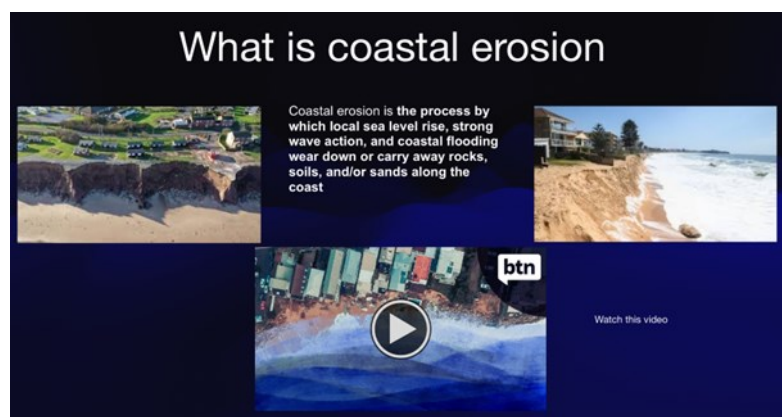 What is coastal erosion
Coastal erosion is the process by
which local sea level rise, strong
wave action, and coastal flooding
wear down or carry away rocks,
soils, and/or sands along the
coast
btn
Watch this video